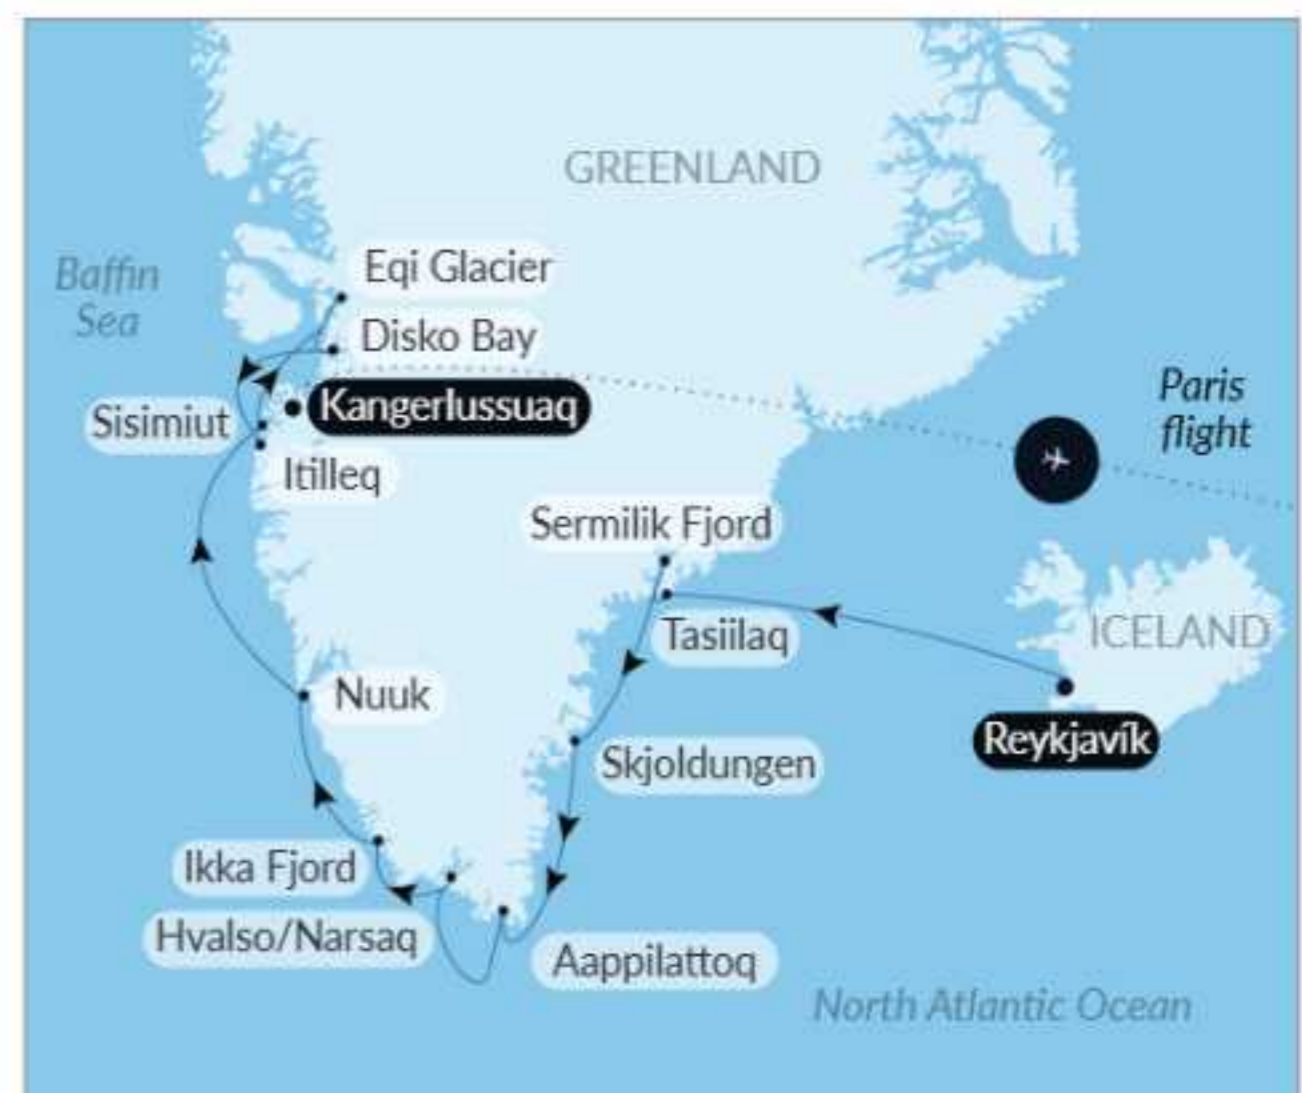 GREENLAND
Baffin
Sea
Eqi Glacier
Disko Bay
Kangerlussuaq
Paris
flight
Sisimiut
Itilleq
Sermilik Fjord
Tasiilaq
ICELAND
Nuuk
Reykjavík
Skjoldungen
Ikka Fjord
Hvalso/Narsaq
Aappilattoq
North Atlantic Ocean